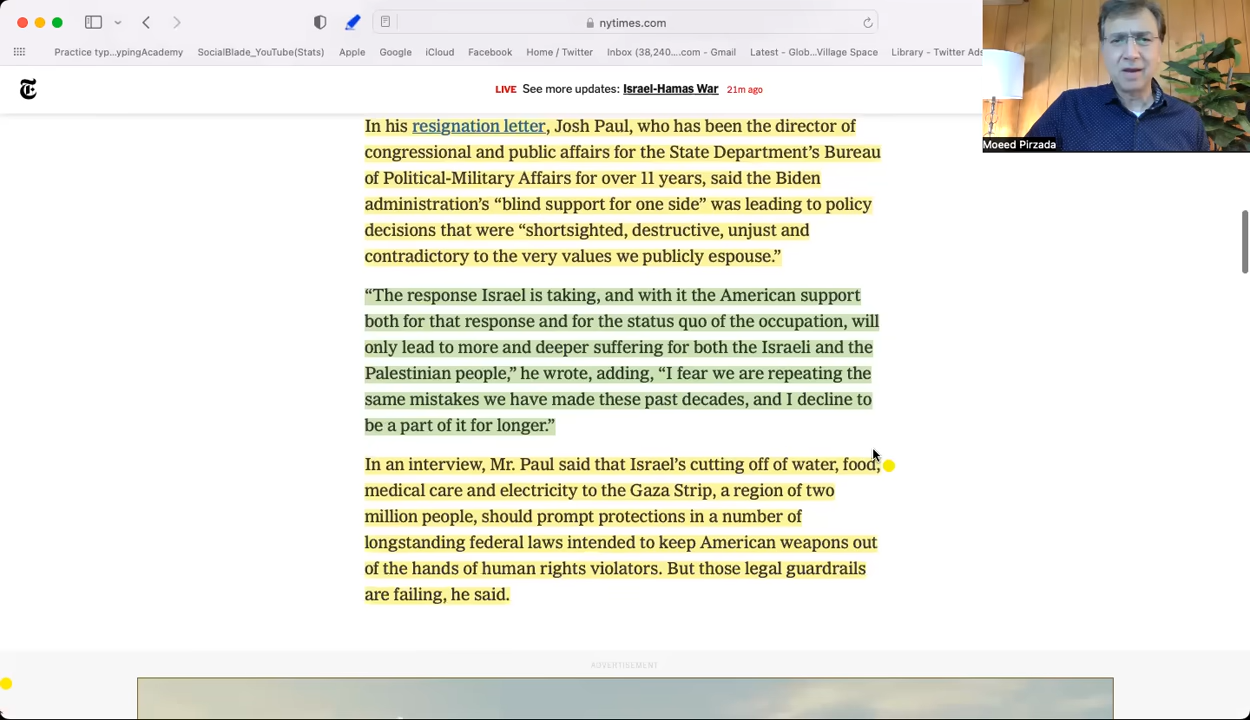 nytimes.com
Practice typ...ypingAcademy SocialBlade_YouTube(Stats) Apple Google iCloud Facebook Home / Twitter Inbox (38,240....com - Gmail Latest - Glob...Village Space Library - Twitter Ads
LIVE See more updates: Israel-Hamas War 21m ago
Moeed Pirzada
In his resignation letter, Josh Paul, who has been the director of
congressional and public affairs for the State Department’s Bureau
of Political-Military Affairs for over 11 years, said the Biden
administration’s “blind support for one side” was leading to policy
decisions that were “shortsighted, destructive, unjust and
contradictory to the very values we publicly espouse.”
“The response Israel is taking, and with it the American support
both for that response and for the status quo of the occupation, will
only lead to more and deeper suffering for both the Israeli and the
Palestinian people,” he wrote, adding, “I fear we are repeating the
same mistakes we have made these past decades, and I decline to
be a part of it for longer.”
In an interview, Mr. Paul said that Israel’s cutting off of water, food,
medical care and electricity to the Gaza Strip, a region of two
million people, should prompt protections in a number of
longstanding federal laws intended to keep American weapons out
of the hands of human rights violators. But those legal guardrails
are failing, he said.
ADVERTISEMENT